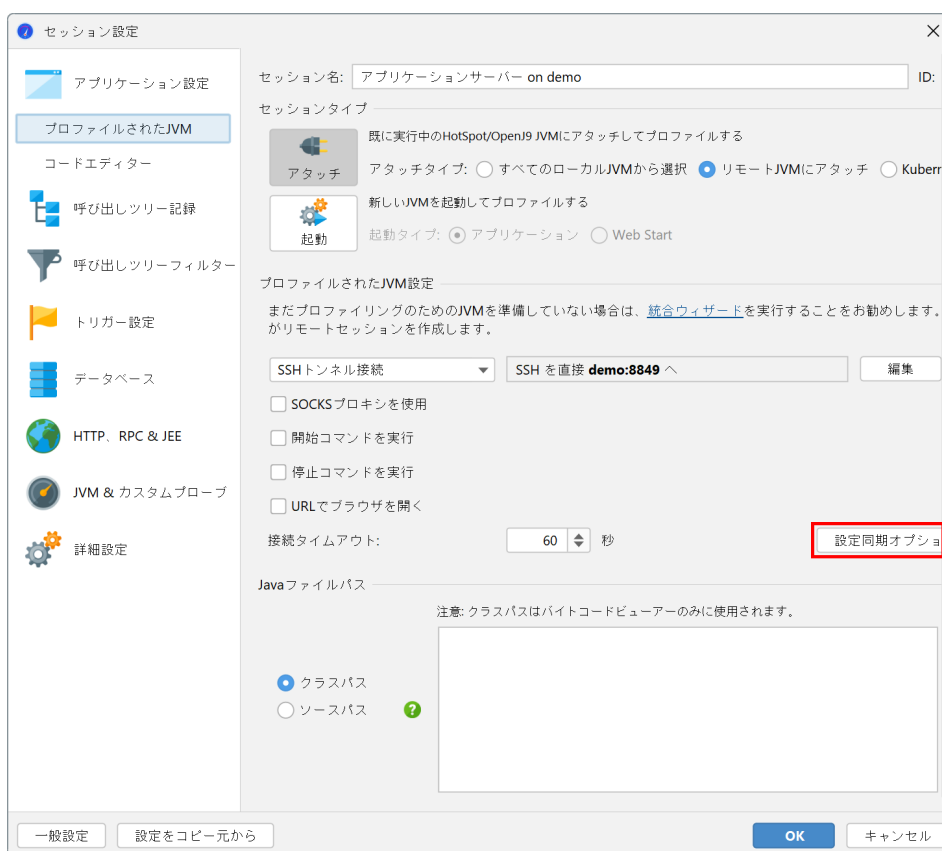 セッション設定
アプリケーション設定
プロファイルされたJVM
コードエディター
呼び出しツリー記録
呼び出しツリーフィルター
トリガー設定
データベース
HTTP、RPC & JEE
JVM & カスタムプローブ
詳細設定
セッション名: アプリケーションサーバー on demo ID:
セッションタイプ
アタッチ
既に実行中のHotSpot/OpenJ9 JVMにアタッチしてプロファイルする
アタッチタイプ: すべてのローカルJVMから選択 リモートJVMにアタッチ Kubern
起動
新しいJVMを起動してプロファイルする
起動タイプ: アプリケーション Web Start
プロファイルされたJVM設定
まだプロファイリングのためのJVMを準備していない場合は、統合ウィザードを実行することをお勧めします。
がリモートセッションを作成します。
SSHトンネル接続 SSH を直接 demo:8849 へ 編集
SOCKSプロキシを使用
開始コマンドを実行
停止コマンドを実行
URLでブラウザを開く
接続タイムアウト: 60 秒 設定同期オプショ
Javaファイルパス
注意: クラスパスはバイトコードビューアーのみに使用されます。
クラスパス
ソースパス
一般設定 設定をコピー元から OK キャンセル